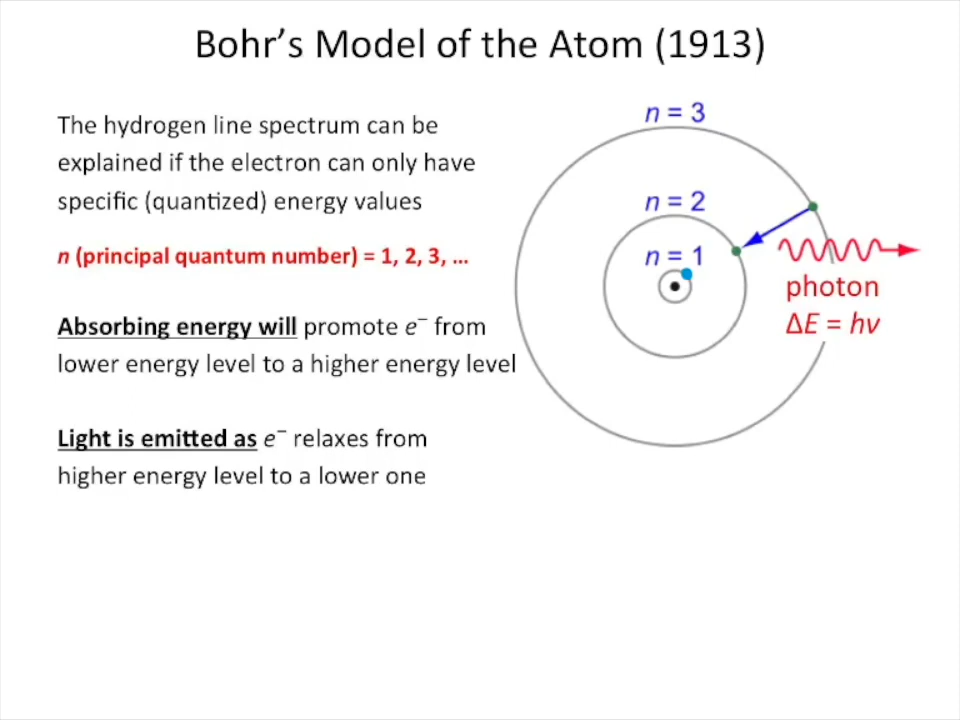 Bohr’s Model of the Atom (1913)
The hydrogen line spectrum can be
explained if the electron can only have
specific (quantized) energy values
n (principal quantum number) = 1, 2, 3, ...
Absorbing energy will promote e⁻ from
lower energy level to a higher energy level
Light is emitted as e⁻ relaxes from
higher energy level to a lower one
n = 3
n = 2
n = 1
photon
ΔE = hν